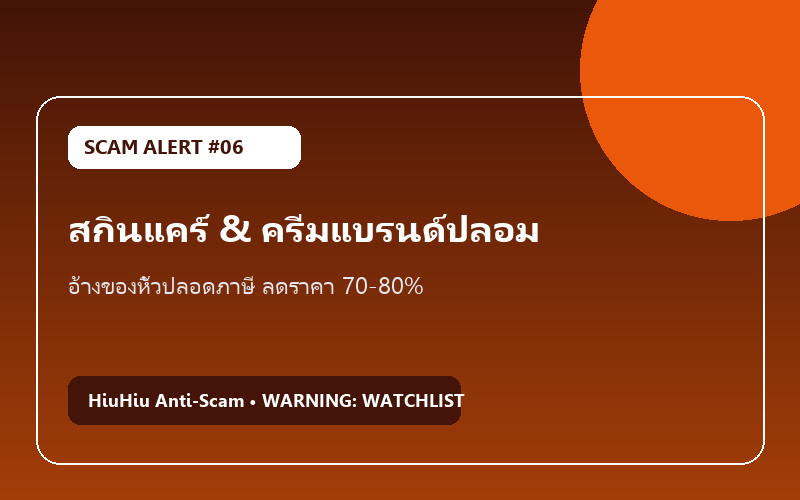 SCAM ALERT #06
สกินแคร์ & ครีมแบรนด์ปลอม
อ้างของหิ้วปลอดภาษี ลดราคา 70-80%
HiuHiu Anti-Scam • WARNING: WATCHLIST